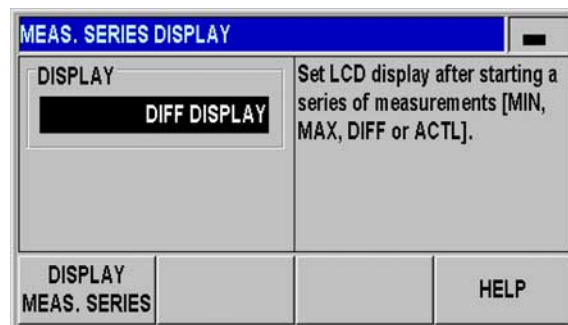 MEAS. SERIES DISPLAY
DISPLAY
DIFF DISPLAY
Set LCD display after starting a
series of measurements [MIN,
MAX, DIFF or ACTL].
DISPLAY
MEAS. SERIES
HELP